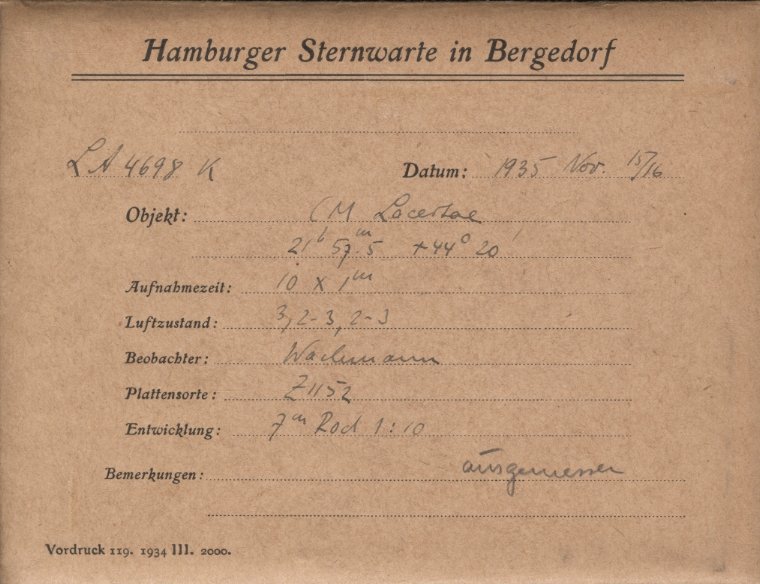 Hamburger Sternwarte in Bergedorf
LA 4698 K Datum: 1935 Nov. 15/16
Objekt: CM Lacertae
21h 57m.5 +44° 20'
Aufnahmezeit: 10 x 1m
Luftzustand: 3, 2-3, 2-3
Beobachter: Wachmann
Plattensorte: Z1152
Entwicklung: 7m Rod 1:10
Bemerkungen: ausgemessen
Vordruck 119. 1934 III. 2000.